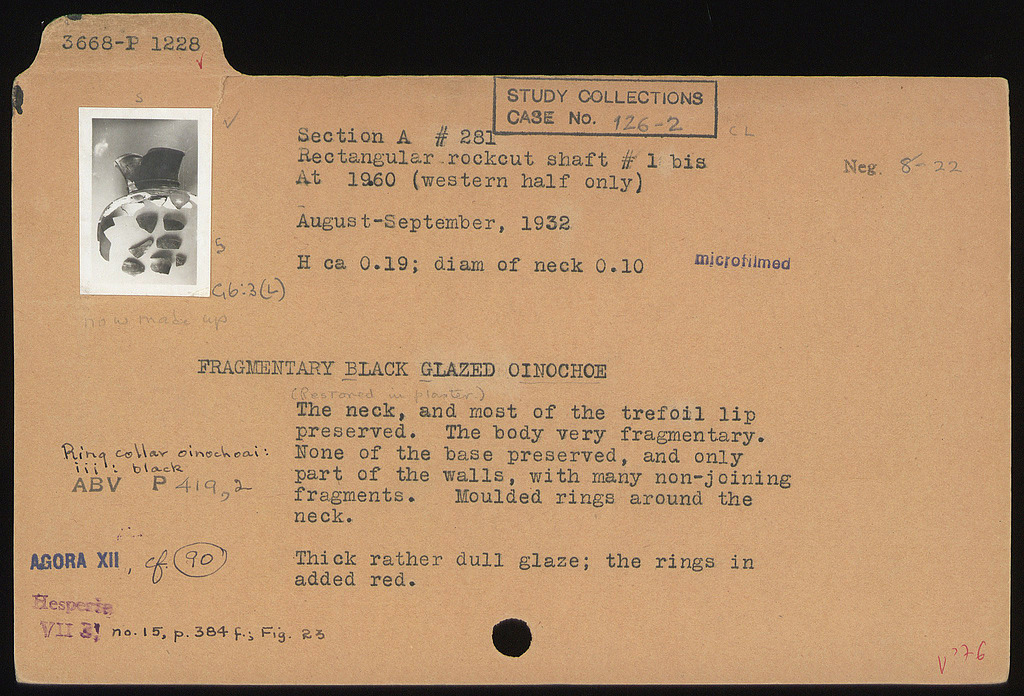 3668-P 1228
S
STUDY COLLECTIONS
CASE No. 126-2
CL
Section A # 281
Rectangular rockcut shaft # 1 bis
At 1960 (western half only)
Neg. 8-22
August-September, 1932
S
H ca 0.19; diam of neck 0.10
microfilmed
G6:3(L)
now made up
FRAGMENTARY BLACK GLAZED OINOCHOE
(Restored in plaster)
The neck, and most of the trefoil lip
preserved. The body very fragmentary.
None of the base preserved, and only
part of the walls, with many non-joining
fragments. Moulded rings around the
neck.
Ring collar oinochoai:
iii: black
ABV P 419,2
Thick rather dull glaze; the rings in
added red.
AGORA XII, cf. 90
Hesperia
VII 3, no. 15, p. 384 f.; Fig. 23